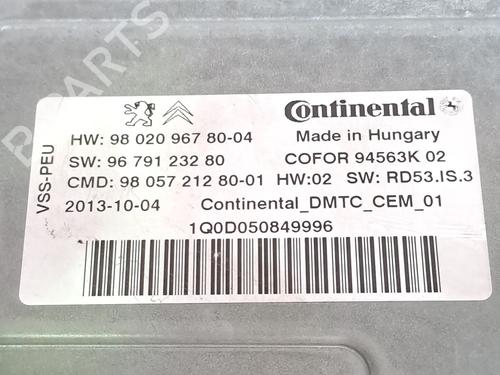 B PARTS
Continental
HW: 98 020 967 80-04
Made in Hungary
SW: 96 791 232 80
COFOR 94563K 02
CMD: 98 057 212 80-01 HW:02 SW: RD53.IS.3
2013-10-04 Continental_DMTC_CEM_01
1Q0D050849996
VSS-PEU